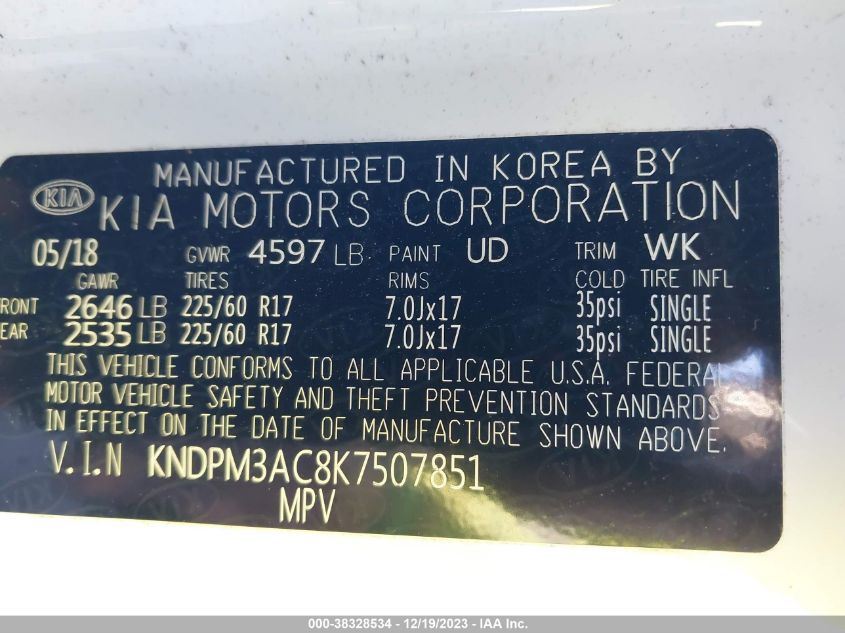 MANUFACTURED IN KOREA BY
KIA KIA MOTORS CORPORATION
05/18 GVWR 4597 LB PAINT UD TRIM WK
GAWR TIRES RIMS COLD TIRE INFL
RONT 2646 LB 225/60 R17 7.0Jx17 35psi SINGLE
EAR 2535 LB 225/60 R17 7.0Jx17 35psi SINGLE
THIS VEHICLE CONFORMS TO ALL APPLICABLE U.S.A. FEDERAL
MOTOR VEHICLE SAFETY AND THEFT PREVENTION STANDARDS
IN EFFECT ON THE DATE OF MANUFACTURE SHOWN ABOVE.
V.I.N KNDPM3AC8K7507851
MPV
000-38328534 - 12/19/2023 - IAA Inc.